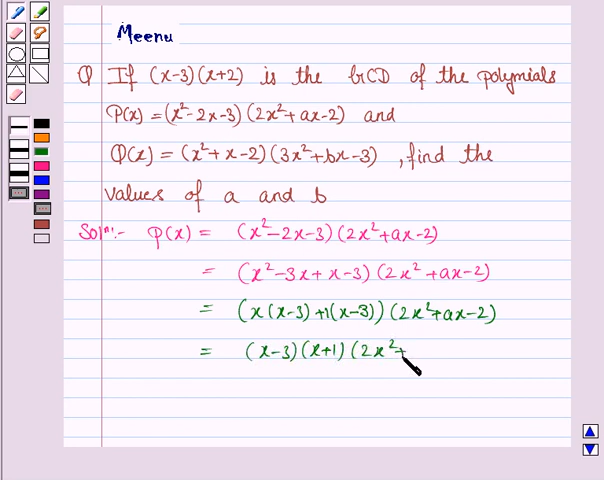 Meenu
Q If (x-3)(x+2) is the GCD of the polymials
P(x) = (x²-2x-3)(2x²+ax-2) and
Q(x) = (x²+x-2)(3x²+bx-3), find the
values of a and b
Solⁿ:- P(x) = (x²-2x-3)(2x²+ax-2)
= (x²-3x+x-3)(2x²+ax-2)
= (x(x-3)+1(x-3))(2x²+ax-2)
= (x-3)(x+1)(2x²+